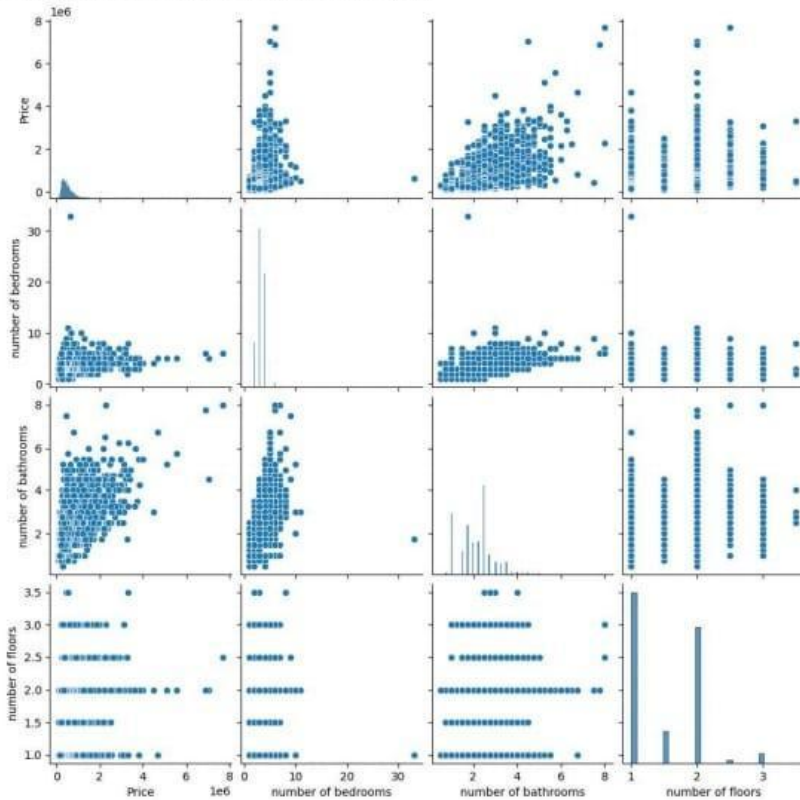 1e6
8
6
4
2
0
Price
30
20
10
0
number of bedrooms
8
6
4
2
number of bathrooms
3.5
3.0
2.5
2.0
1.5
1.0
number of floors
0 2 4 6 8
1e6
Price
0 10 20 30
number of bedrooms
2 4 6 8
number of bathrooms
1 2 3
number of floors